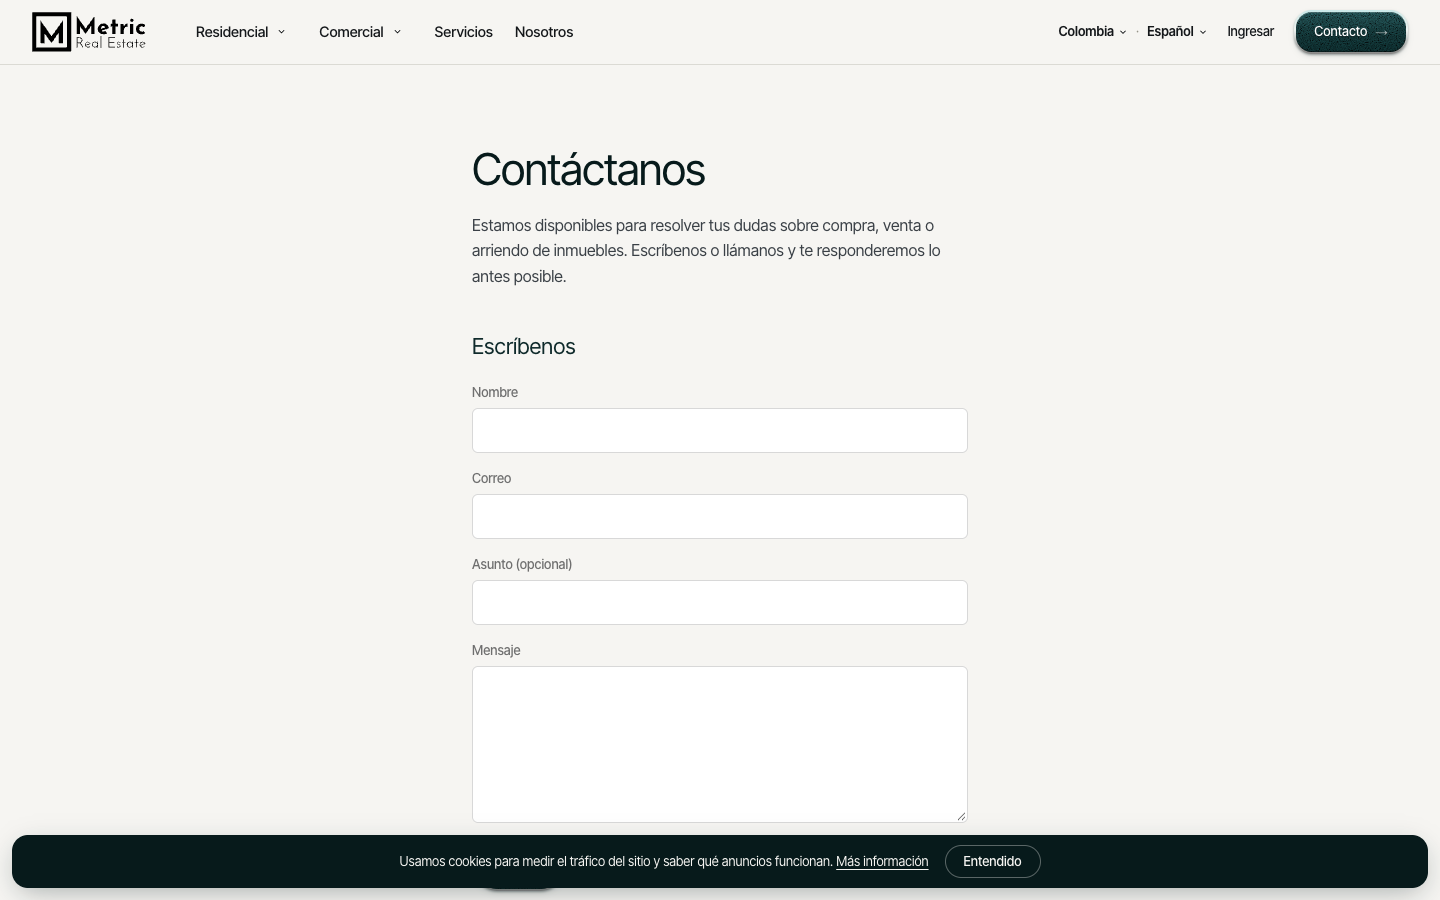 Metric
Real Estate
Residencial
Comercial
Servicios
Nosotros
Colombia · Español
Ingresar
Contacto →
Contáctanos
Estamos disponibles para resolver tus dudas sobre compra, venta o
arriendo de inmuebles. Escríbenos o llámanos y te responderemos lo
antes posible.
Escríbenos
Nombre
Correo
Asunto (opcional)
Mensaje
Usamos cookies para medir el tráfico del sitio y saber qué anuncios funcionan. Más información
Entendido